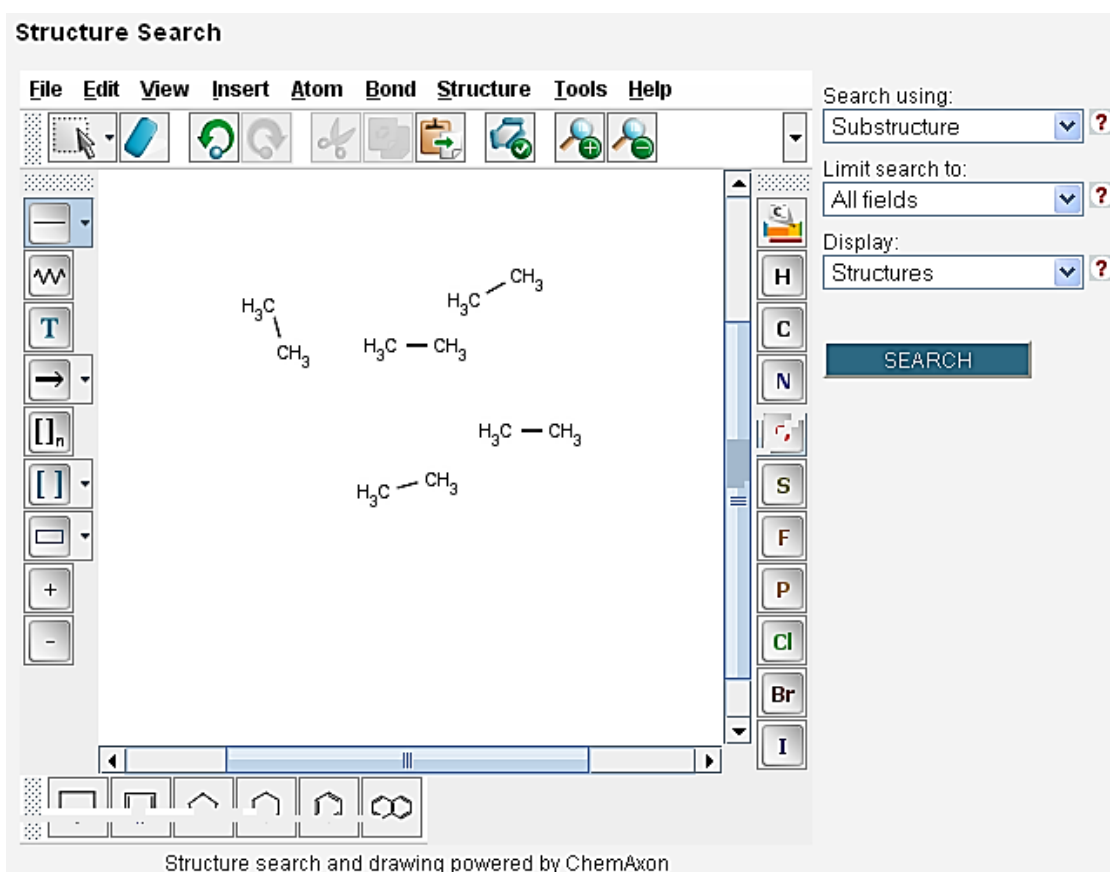 Structure Search
File Edit View Insert Atom Bond Structure Tools Help
Search using:
Substructure
?
Limit search to:
All fields
?
Display:
Structures
?
SEARCH
T
[ ]n
[ ]
+
-
H3C
CH3
H3C
CH3
H3C
CH3
H3C
CH3
H3C
CH3
C
H
C
N
S
F
P
Cl
Br
I
Structure search and drawing powered by ChemAxon